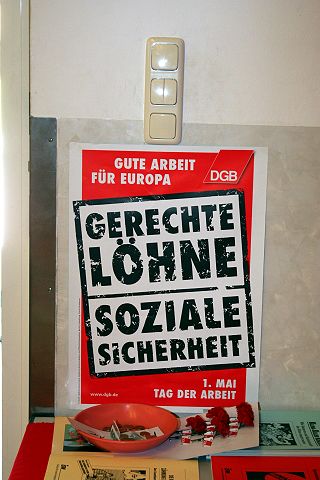 GUTE ARBEIT
FÜR EUROPA
DGB
GERECHTE
LÖHNE
SOZIALE
SICHERHEIT
www.dgb.de
1. MAI
TAG DER ARBEIT